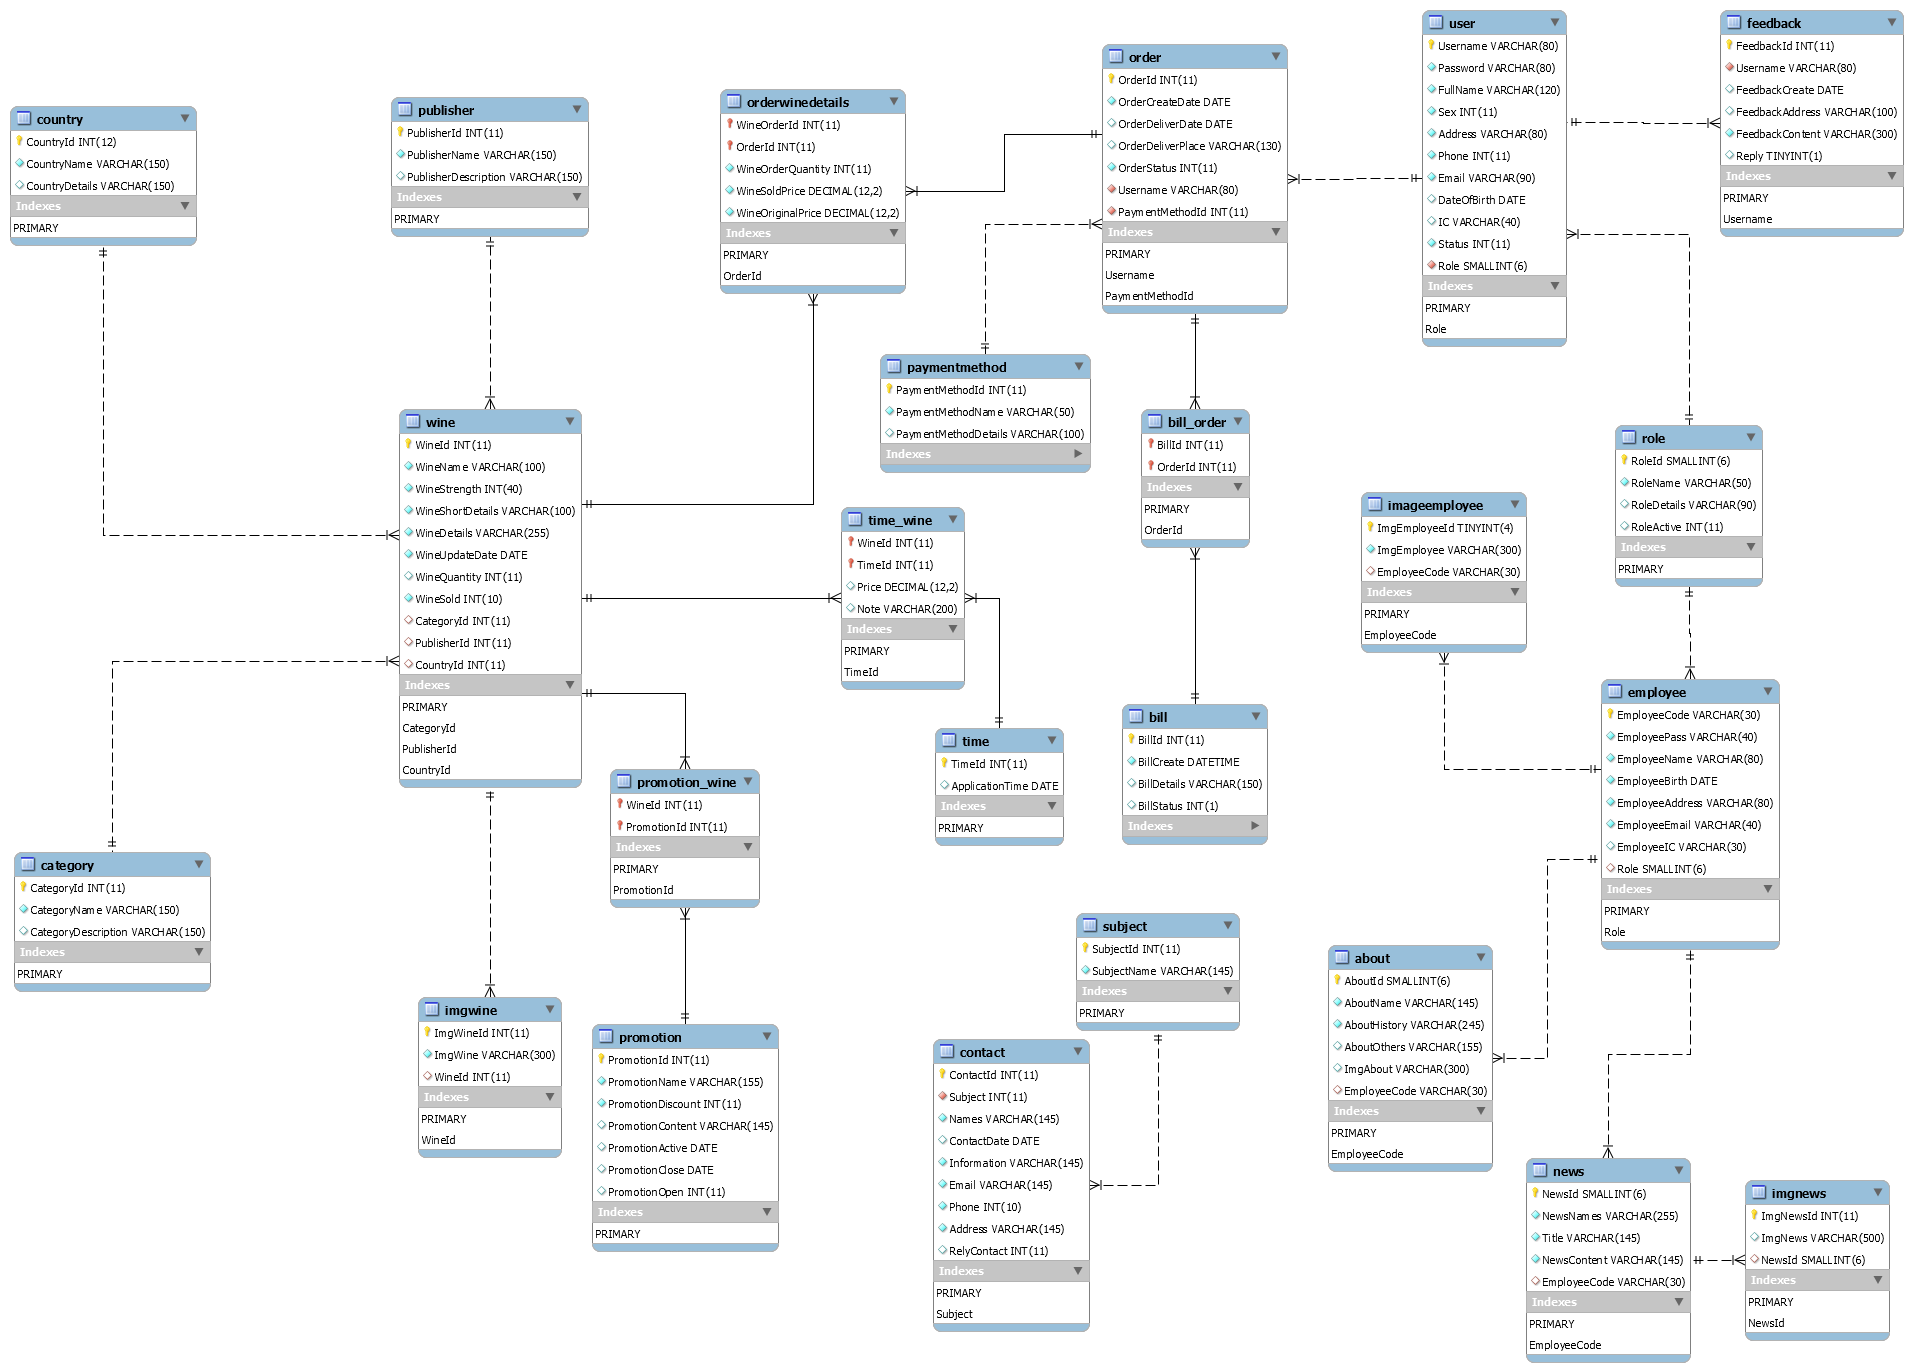 country
CountryId INT(12)
CountryName VARCHAR(150)
CountryDetails VARCHAR(150)
Indexes
PRIMARY
publisher
PublisherId INT(11)
PublisherName VARCHAR(150)
PublisherDescription VARCHAR(150)
Indexes
PRIMARY
orderwinedetails
WineOrderId INT(11)
OrderId INT(11)
WineOrderQuantity INT(11)
WineSoldPrice DECIMAL(12,2)
WineOriginalPrice DECIMAL(12,2)
Indexes
PRIMARY
OrderId
order
OrderId INT(11)
OrderCreateDate DATE
OrderDeliverDate DATE
OrderDeliverPlace VARCHAR(130)
OrderStatus INT(11)
Username VARCHAR(80)
PaymentMethodId INT(11)
Indexes
PRIMARY
Username
PaymentMethodId
user
Username VARCHAR(80)
Password VARCHAR(80)
FullName VARCHAR(120)
Sex INT(11)
Address VARCHAR(80)
Phone INT(11)
Email VARCHAR(90)
DateOfBirth DATE
IC VARCHAR(40)
Status INT(11)
Role SMALLINT(6)
Indexes
PRIMARY
Role
feedback
FeedbackId INT(11)
Username VARCHAR(80)
FeedbackCreate DATE
FeedbackAddress VARCHAR(100)
FeedbackContent VARCHAR(300)
Reply TINYINT(1)
Indexes
PRIMARY
Username
paymentmethod
PaymentMethodId INT(11)
PaymentMethodName VARCHAR(50)
PaymentMethodDetails VARCHAR(100)
Indexes
wine
WineId INT(11)
WineName VARCHAR(100)
WineStrength INT(40)
WineShortDetails VARCHAR(100)
WineDetails VARCHAR(255)
WineUpdateDate DATE
WineQuantity INT(11)
WineSold INT(10)
CategoryId INT(11)
PublisherId INT(11)
CountryId INT(11)
Indexes
PRIMARY
CategoryId
PublisherId
CountryId
bill_order
BillId INT(11)
OrderId INT(11)
Indexes
PRIMARY
OrderId
role
RoleId SMALLINT(6)
RoleName VARCHAR(50)
RoleDetails VARCHAR(90)
RoleActive INT(11)
Indexes
PRIMARY
imageemployee
ImgEmployeeId TINYINT(4)
ImgEmployee VARCHAR(300)
EmployeeCode VARCHAR(30)
Indexes
PRIMARY
EmployeeCode
time_wine
WineId INT(11)
TimeId INT(11)
Price DECIMAL(12,2)
Note VARCHAR(200)
Indexes
PRIMARY
TimeId
employee
EmployeeCode VARCHAR(30)
EmployeePass VARCHAR(40)
EmployeeName VARCHAR(80)
EmployeeBirth DATE
EmployeeAddress VARCHAR(80)
EmployeeEmail VARCHAR(40)
EmployeeIC VARCHAR(30)
Role SMALLINT(6)
Indexes
PRIMARY
Role
bill
BillId INT(11)
BillCreate DATETIME
BillDetails VARCHAR(150)
BillStatus INT(1)
Indexes
time
TimeId INT(11)
ApplicationTime DATE
Indexes
PRIMARY
promotion_wine
WineId INT(11)
PromotionId INT(11)
Indexes
PRIMARY
PromotionId
category
CategoryId INT(11)
CategoryName VARCHAR(150)
CategoryDescription VARCHAR(150)
Indexes
PRIMARY
subject
SubjectId INT(11)
SubjectName VARCHAR(145)
Indexes
PRIMARY
about
AboutId SMALLINT(6)
AboutName VARCHAR(145)
AboutHistory VARCHAR(245)
AboutOthers VARCHAR(155)
ImgAbout VARCHAR(300)
EmployeeCode VARCHAR(30)
Indexes
PRIMARY
EmployeeCode
imgwine
ImgWineId INT(11)
ImgWine VARCHAR(300)
WineId INT(11)
Indexes
PRIMARY
WineId
promotion
PromotionId INT(11)
PromotionName VARCHAR(155)
PromotionDiscount INT(11)
PromotionContent VARCHAR(145)
PromotionActive DATE
PromotionClose DATE
PromotionOpen INT(11)
Indexes
PRIMARY
contact
ContactId INT(11)
Subject INT(11)
Names VARCHAR(145)
ContactDate DATE
Information VARCHAR(145)
Email VARCHAR(145)
Phone INT(10)
Address VARCHAR(145)
RelyContact INT(11)
Indexes
PRIMARY
Subject
news
NewsId SMALLINT(6)
NewsNames VARCHAR(255)
Title VARCHAR(145)
NewsContent VARCHAR(145)
EmployeeCode VARCHAR(30)
Indexes
PRIMARY
EmployeeCode
imgnews
ImgNewsId INT(11)
ImgNews VARCHAR(500)
NewsId SMALLINT(6)
Indexes
PRIMARY
NewsId